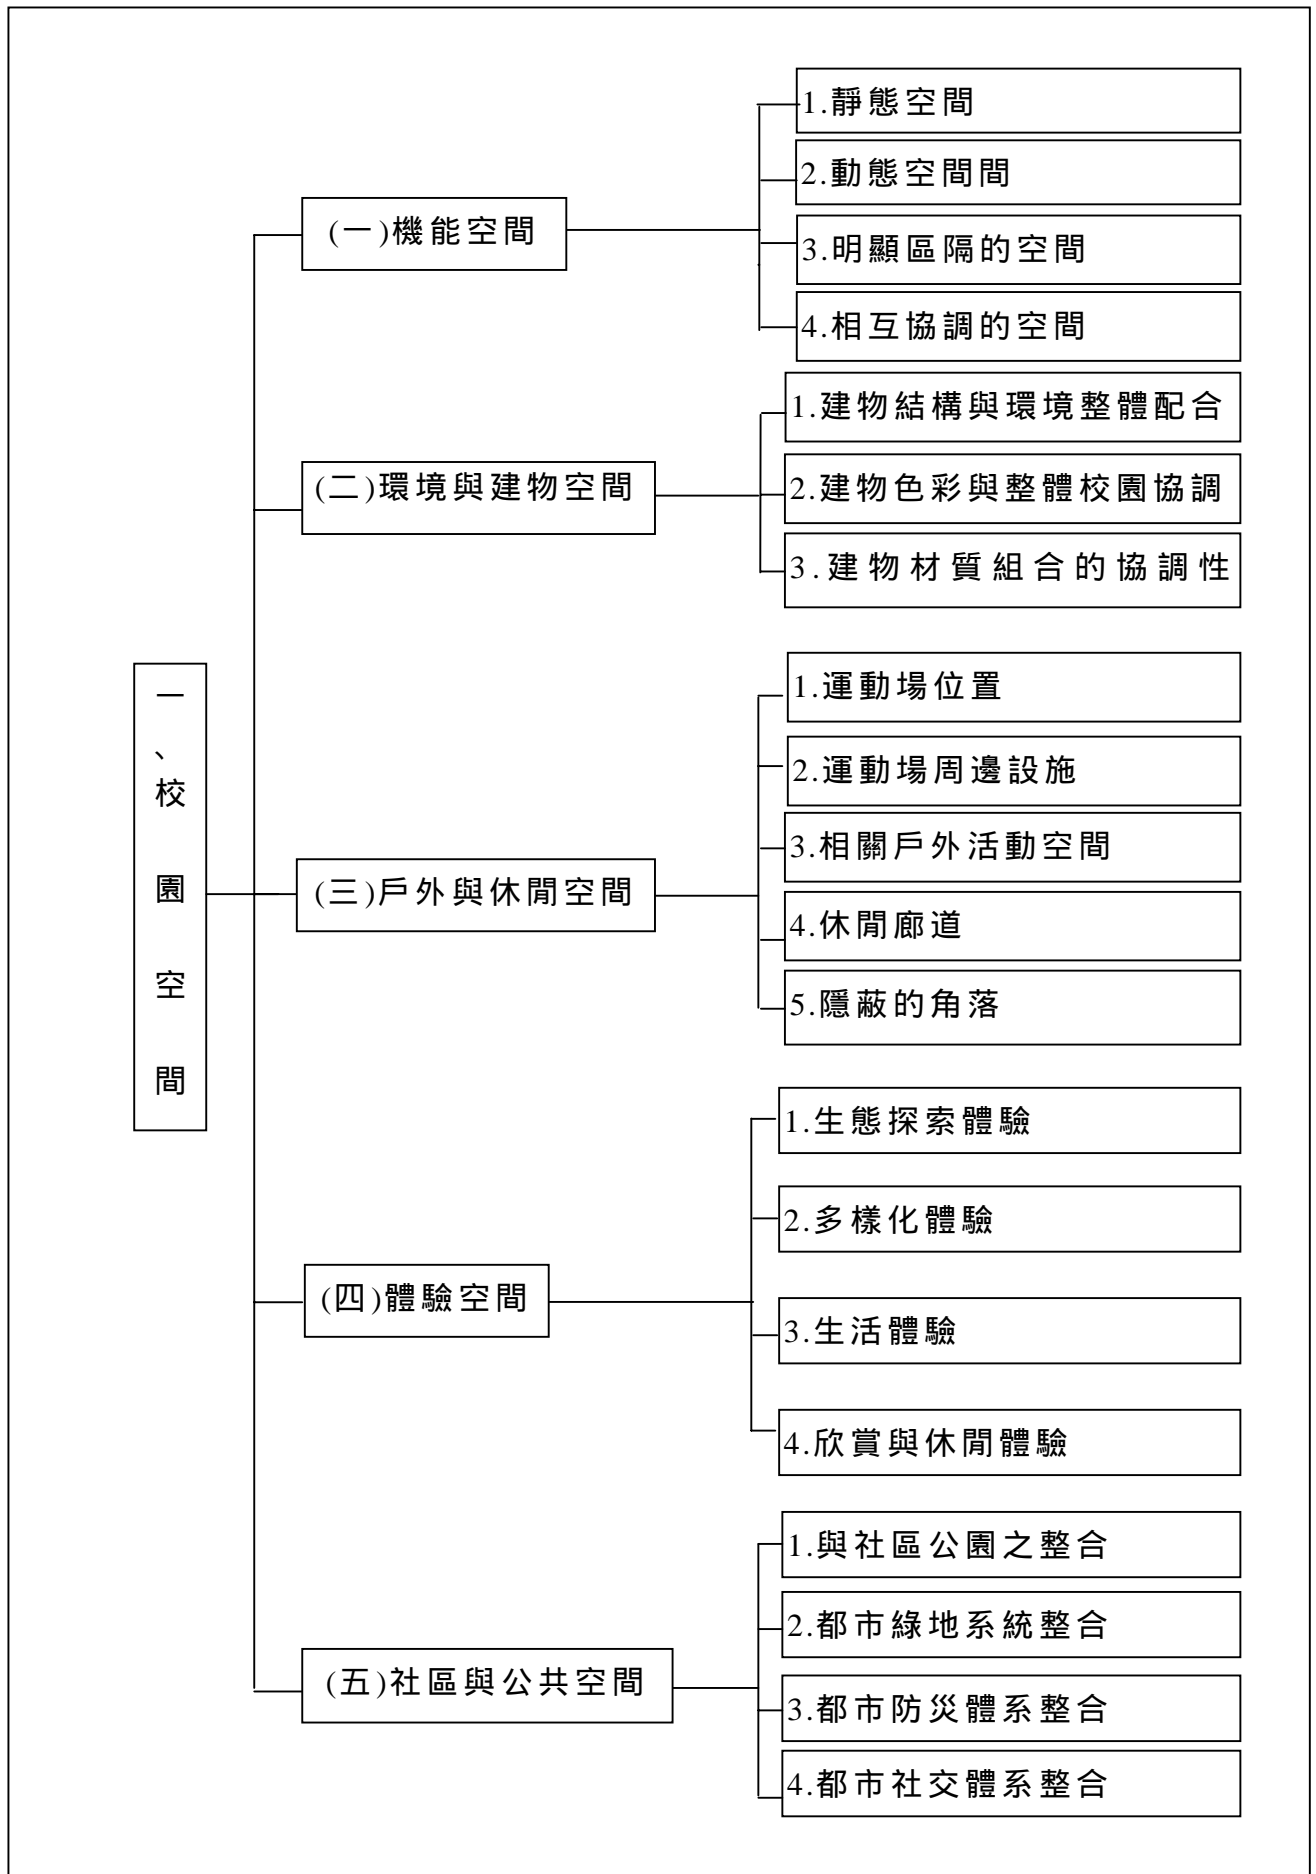 一、校園空間
(一)機能空間
1.靜態空間
2.動態空間間
3.明顯區隔的空間
4.相互協調的空間
(二)環境與建物空間
1.建物結構與環境整體配合
2.建物色彩與整體校園協調
3.建物材質組合的協調性
(三)戶外與休閒空間
1.運動場位置
2.運動場周邊設施
3.相關戶外活動空間
4.休閒廊道
5.隱蔽的角落
(四)體驗空間
1.生態探索體驗
2.多樣化體驗
3.生活體驗
4.欣賞與休閒體驗
(五)社區與公共空間
1.與社區公園之整合
2.都市綠地系統整合
3.都市防災體系整合
4.都市社交體系整合